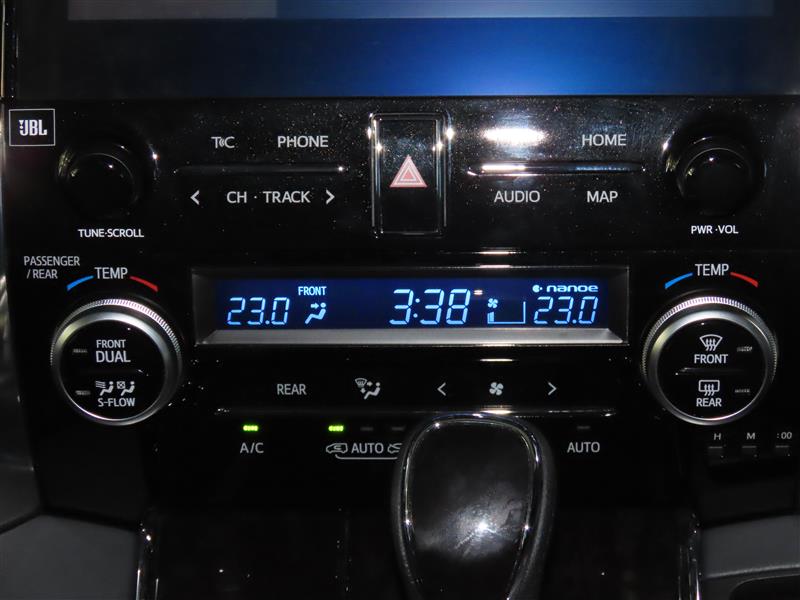 JBL
TC PHONE HOME
< CH · TRACK > AUDIO MAP
TUNE·SCROLL PWR·VOL
PASSENGER
/REAR
TEMP TEMP
FRONT nanoe
23.0 3:38 23.0
FRONT
DUAL
S-FLOW
REAR < >
FRONT
REAR
A/C AUTO AUTO
H M :00